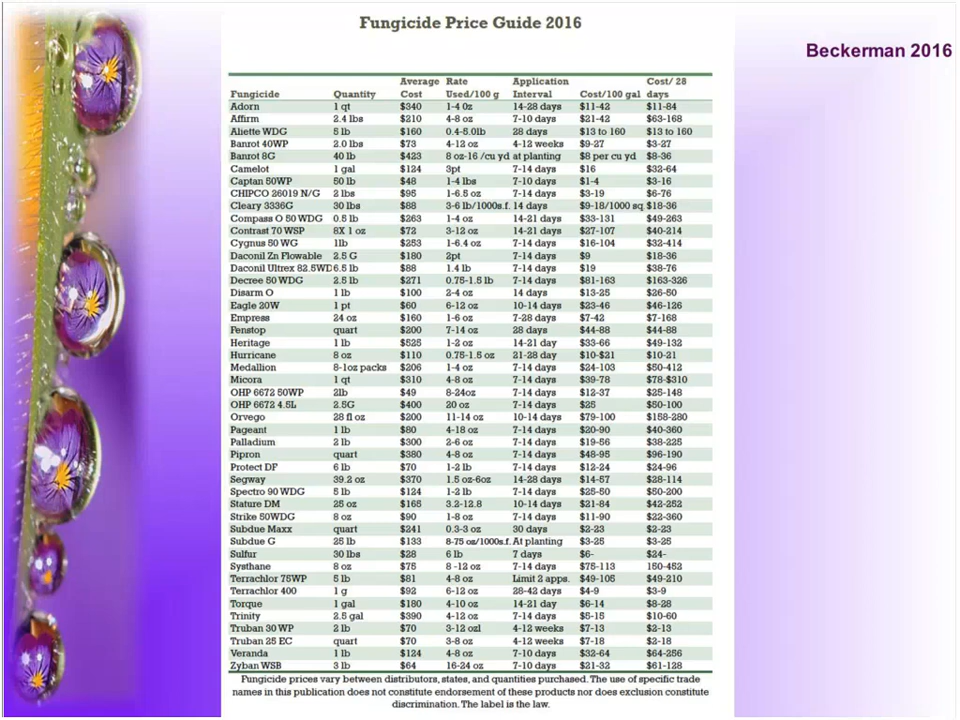 Fungicide Price Guide 2016
Beckerman 2016
Average Rate Application Cost/ 28
Fungicide Quantity Cost Used/100 g Interval Cost/100 gal days
Adorn 1 qt $340 1-4 0z 14-28 days $11-42 $11-84
Affirm 2.4 lbs $210 4-8 oz 7-10 days $21-42 $63-168
Aliette WDG 5 lb $160 0.4-5.0lb 28 days $13 to 160 $13 to 160
Banrot 40WP 2.0 lbs $73 4-12 oz 4-12 weeks $9-27 $3-27
Banrot 8G 40 lb $423 8 oz-16 /cu yd at planting $8 per cu yd $8-36
Camelot 1 gal $124 3pt 7-14 days $16 $32-64
Captan 50WP 50 lb $48 1-4 lbs 7-10 days $1-4 $3-16
CHIPCO 26019 N/G 2 lbs $95 1-6.5 oz 7-14 days $3-19 $6-76
Cleary 3336G 30 lbs $88 3-6 lb/1000s.f. 14 days $9-18/1000 sq $18-36
Compass O 50 WDG 0.5 lb $263 1-4 oz 14-21 days $33-131 $49-263
Contrast 70 WSP 8X 1 oz $72 3-12 oz 14-21 days $27-107 $40-214
Cygnus 50 WG 1lb $253 1-6.4 oz 7-14 days $16-104 $32-414
Daconil Zn Flowable 2.5 G $180 2pt 7-14 days $9 $18-36
Daconil Ultrex 82.5WD 6.5 lb $88 1.4 lb 7-14 days $19 $38-76
Decree 50 WDG 2.5 lb $271 0.75-1.5 lb 7-14 days $81-163 $163-326
Disarm O 1 lb $100 2-4 oz 14 days $13-25 $26-50
Eagle 20W 1 pt $60 6-12 oz 10-14 days $23-46 $46-126
Empress 24 oz $160 1-6 oz 7-28 days $7-42 $7-168
Fenstop quart $200 7-14 oz 28 days $44-88 $44-88
Heritage 1 lb $525 1-2 oz 14-21 day $33-66 $49-132
Hurricane 8 oz $110 0.75-1.5 oz 21-28 day $10-$21 $10-21
Medallion 8-1oz packs $206 1-4 oz 7-14 days $24-103 $50-412
Micora 1 qt $310 4-8 oz 7-14 days $39-78 $78-$310
OHP 6672 50WP 2lb $49 8-24oz 7-14 days $12-37 $25-148
OHP 6672 4.5L 2.5G $400 20 oz 7-14 days $25 $50-100
Orvego 28 fl oz $200 11-14 oz 10-14 days $79-100 $158-280
Pageant 1 lb $80 4-18 oz 7-14 days $20-90 $40-360
Palladium 2 lb $300 2-6 oz 7-14 days $19-56 $38-225
Pipron quart $380 4-8 oz 7-14 days $48-95 $96-190
Protect DF 6 lb $70 1-2 lb 7-14 days $12-24 $24-96
Segway 39.2 oz $370 1.5 oz-6oz 14-28 days $14-57 $28-114
Spectro 90 WDG 5 lb $124 1-2 lb 7-14 days $25-50 $50-200
Stature DM 25 oz $165 3.2-12.8 10-14 days $21-84 $42-252
Strike 50WDG 8 oz $90 1-8 oz 7-14 days $11-90 $22-360
Subdue Maxx quart $241 0.3-3 oz 30 days $2-23 $2-23
Subdue G 25 lb $133 8-75 oz/1000s.f. At planting $3-25 $3-25
Sulfur 30 lbs $28 6 lb 7 days $6- $24-
Systhane 8 oz $75 8 -12 oz 7-14 days $75-113 150-452
Terrachlor 75WP 5 lb $81 4-8 oz Limit 2 apps. $49-105 $49-210
Terrachlor 400 1 g $92 6-12 oz 28-42 days $4-9 $3-9
Torque 1 gal $180 4-10 oz 14-21 day $6-14 $8-28
Trinity 2.5 gal $390 4-12 oz 7-14 days $5-15 $10-60
Truban 30 WP 2 lb $70 3-12 ozl 4-12 weeks $7-13 $2-13
Truban 25 EC quart $70 3-8 oz 4-12 weeks $7-18 $2-18
Veranda 1 lb $124 4-8 oz 7-10 days $32-64 $64-256
Zyban WSB 3 lb $64 16-24 oz 7-10 days $21-32 $61-128
Fungicide prices vary between distributors, states, and quantities purchased. The use of specific trade
names in this publication does not constitute endorsement of these products nor does exclusion constitute
discrimination. The label is the law.